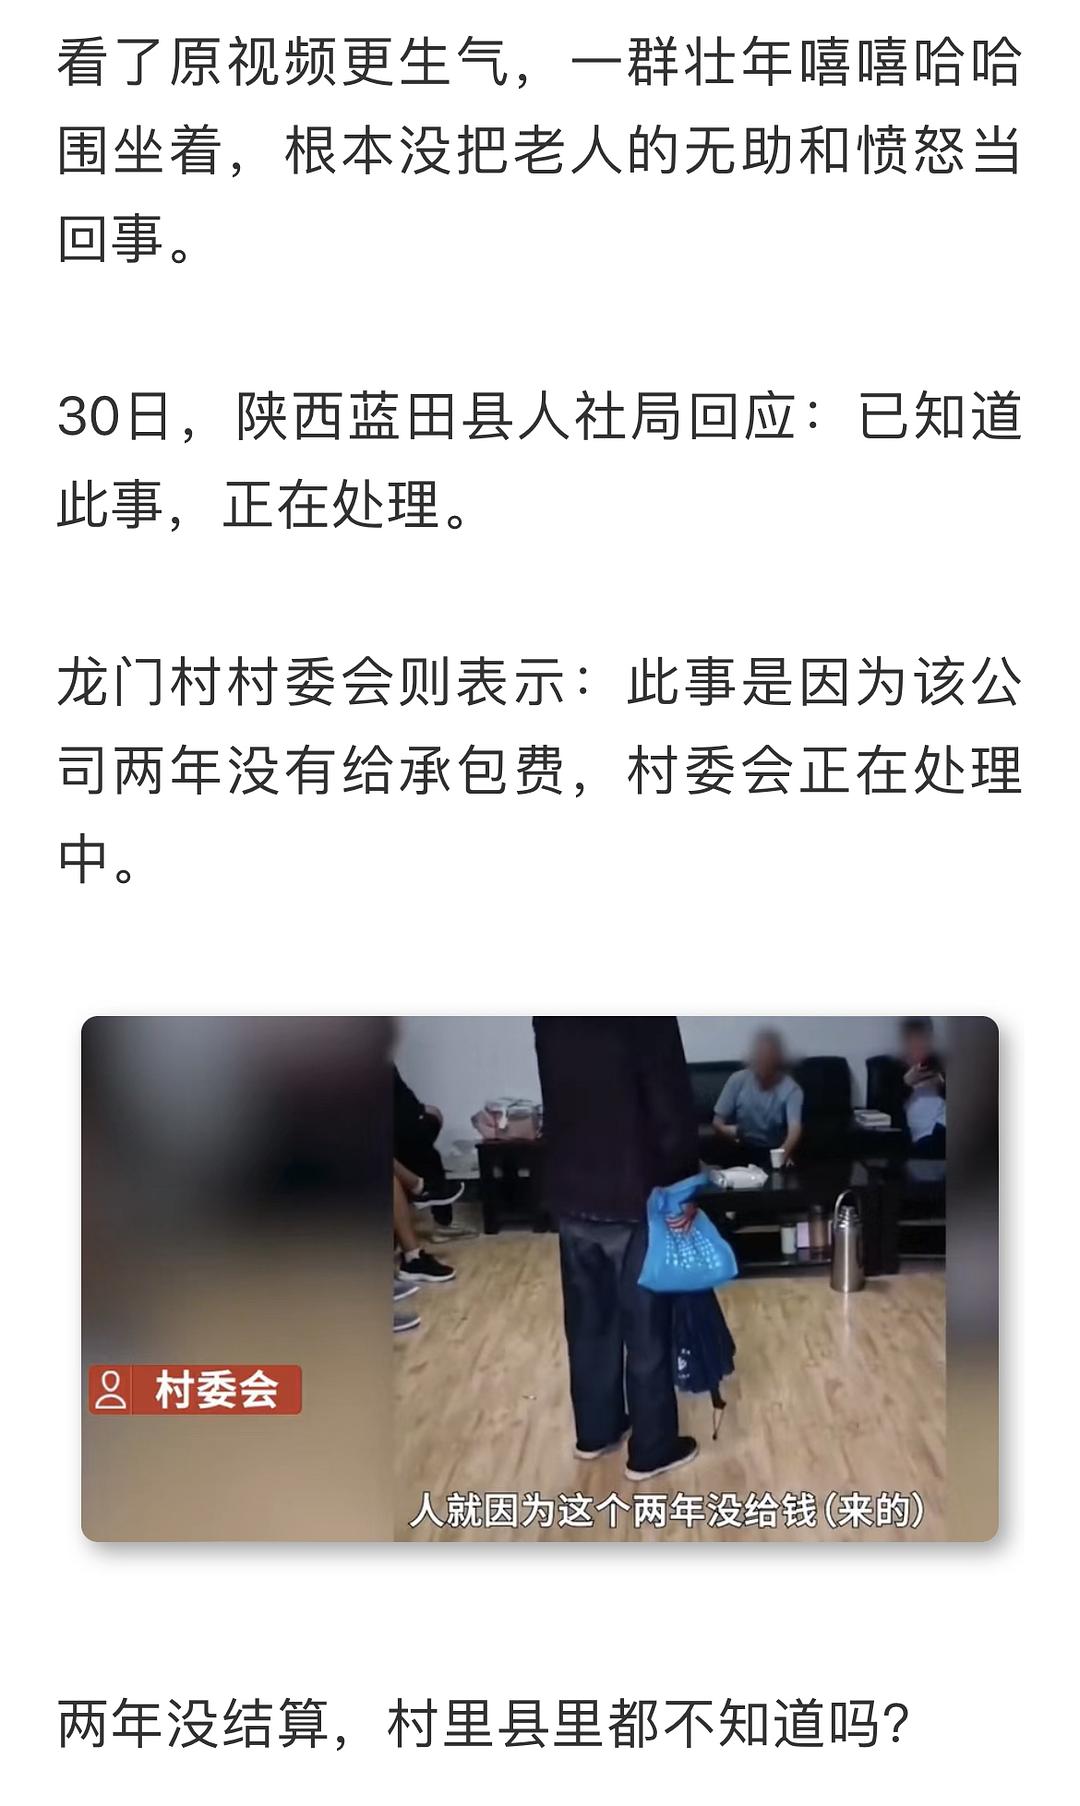 看了原视频更生气，一群壮年嘻嘻哈哈
围坐着，根本没把老人的无助和愤怒当
回事。
30日，陕西蓝田县人社局回应：已知道
此事，正在处理。
龙门村村委会则表示：此事是因为该公
司两年没有给承包费，村委会正在处理
中。
村委会
人就因为这个两年没给钱(来的)
两年没结算，村里县里都不知道吗？